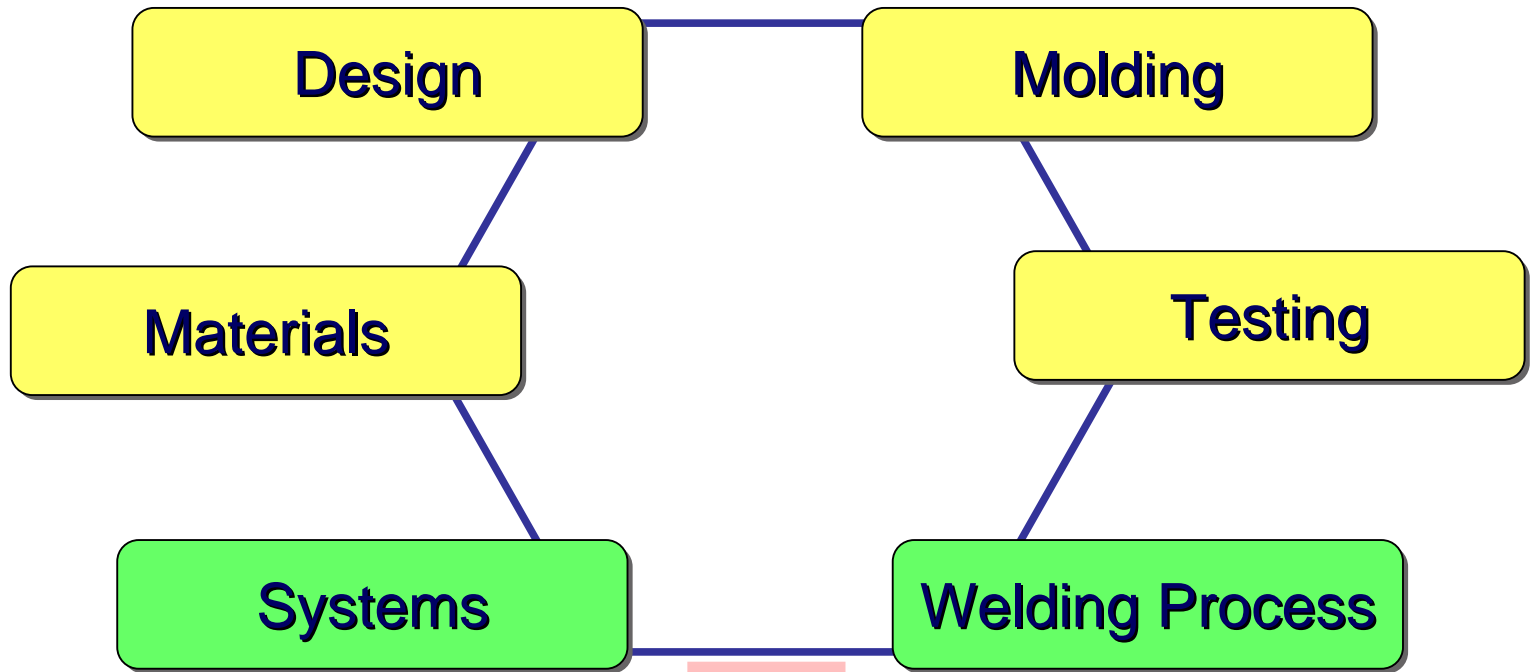 Design
Molding
Materials
Testing
Systems
Welding Process